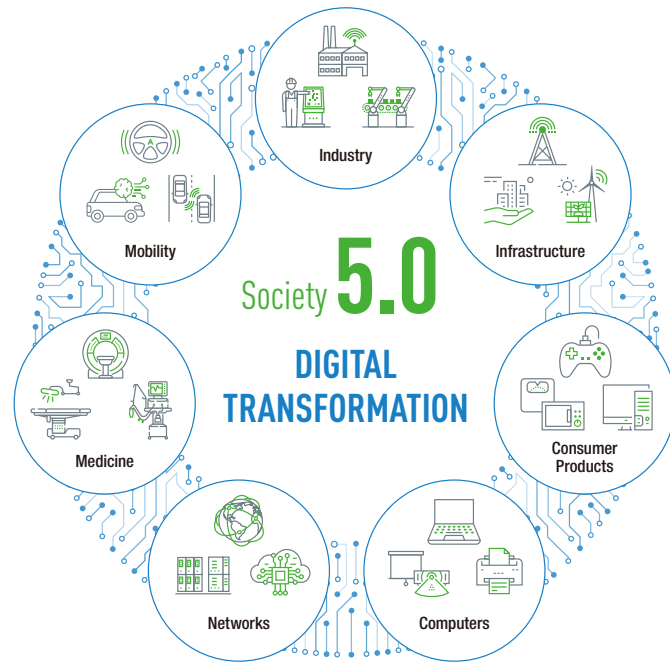 Industry
Mobility
Infrastructure
Society 5.0
DIGITAL
TRANSFORMATION
Medicine
Consumer
Products
Networks
Computers